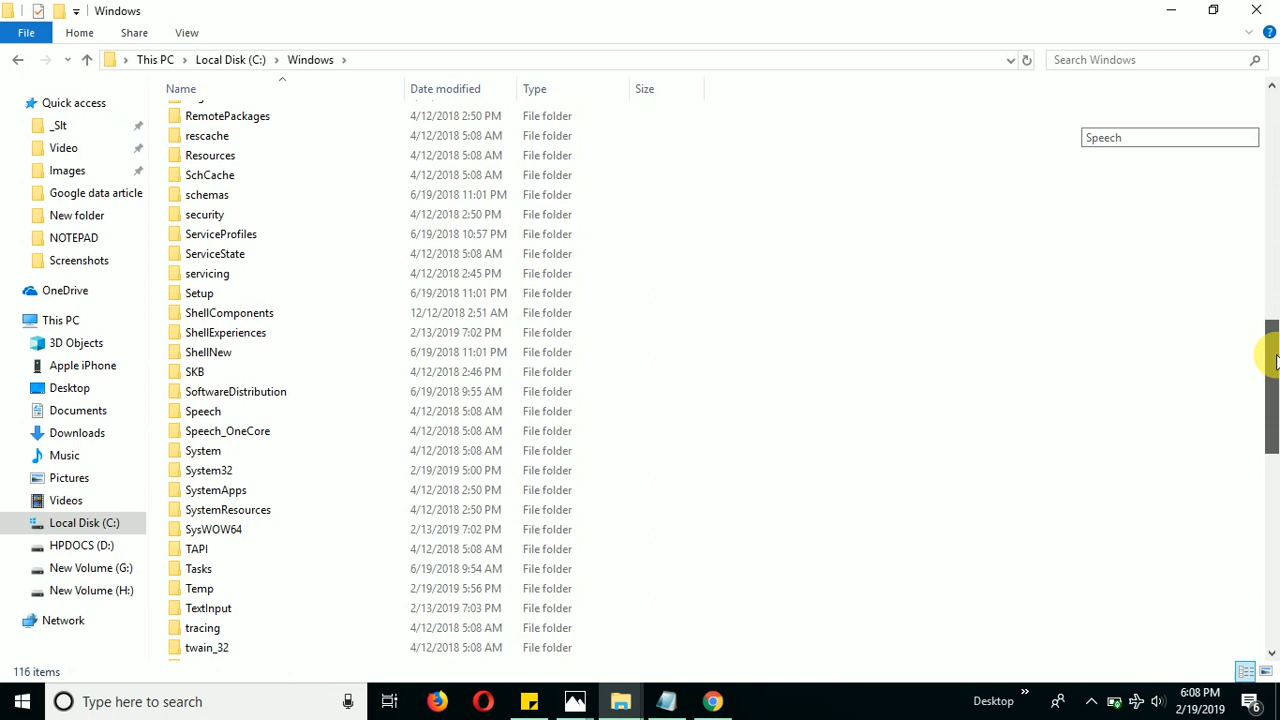 Windows
File Home Share View
This PC Local Disk (C:) Windows
Search Windows
Name Date modified Type Size
Quick access
_Slt
Video
Images
Google data article
New folder
NOTEPAD
Screenshots
OneDrive
This PC
3D Objects
Apple iPhone
Desktop
Documents
Downloads
Music
Pictures
Videos
Local Disk (C:)
HPDOCS (D:)
New Volume (G:)
New Volume (H:)
Network
RemotePackages 4/12/2018 2:50 PM File folder
rescache 4/12/2018 5:08 AM File folder
Resources 4/12/2018 5:08 AM File folder
SchCache 4/12/2018 5:08 AM File folder
schemas 6/19/2018 11:01 PM File folder
security 4/12/2018 2:50 PM File folder
ServiceProfiles 6/19/2018 10:57 PM File folder
ServiceState 4/12/2018 5:08 AM File folder
servicing 4/12/2018 2:45 PM File folder
Setup 6/19/2018 11:01 PM File folder
ShellComponents 12/12/2018 2:51 AM File folder
ShellExperiences 2/13/2019 7:02 PM File folder
ShellNew 6/19/2018 11:01 PM File folder
SKB 4/12/2018 2:46 PM File folder
SoftwareDistribution 6/19/2018 9:55 AM File folder
Speech 4/12/2018 5:08 AM File folder
Speech_OneCore 4/12/2018 5:08 AM File folder
System 4/12/2018 5:08 AM File folder
System32 2/19/2019 5:00 PM File folder
SystemApps 4/12/2018 2:50 PM File folder
SystemResources 4/12/2018 2:50 PM File folder
SysWOW64 2/13/2019 7:02 PM File folder
TAPI 4/12/2018 5:08 AM File folder
Tasks 6/19/2018 9:54 AM File folder
Temp 2/19/2019 5:56 PM File folder
TextInput 2/13/2019 7:03 PM File folder
tracing 4/12/2018 5:08 AM File folder
twain_32 4/12/2018 5:08 AM File folder
Speech
116 items
Type here to search
Desktop
6:08 PM
2/19/2019
6